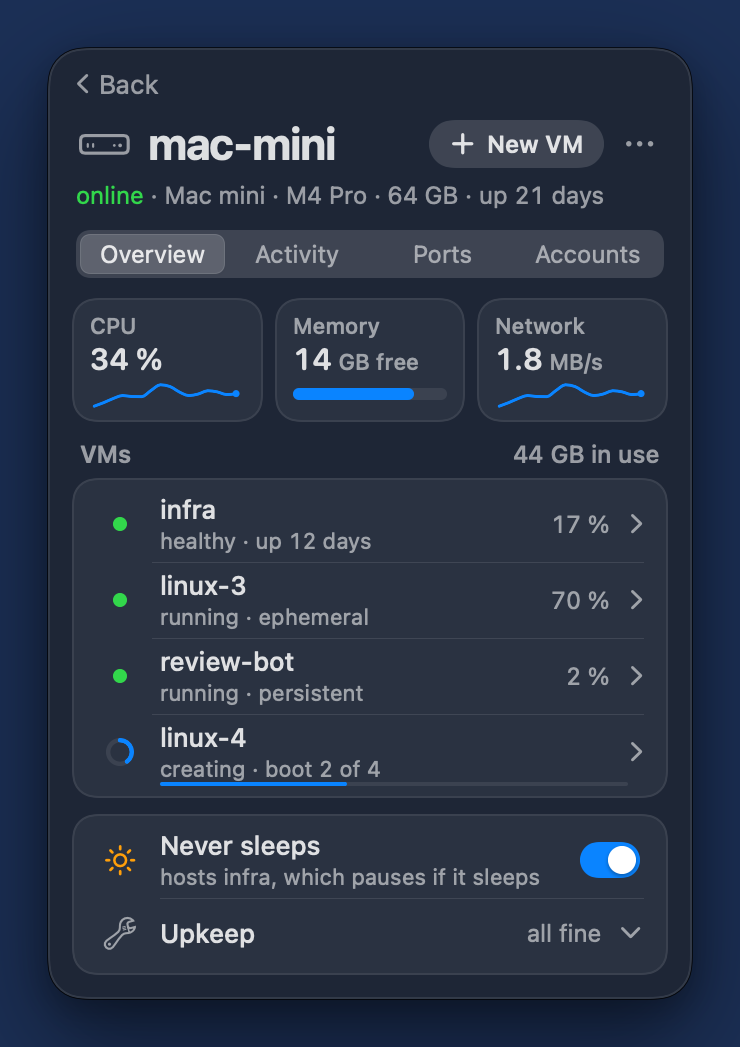 Back
mac-mini
New VM
online · Mac mini · M4 Pro · 64 GB · up 21 days
Overview Activity Ports Accounts
CPU
34 %
Memory
14 GB free
Network
1.8 MB/s
VMs 44 GB in use
infra
healthy · up 12 days
17 %
linux-3
running · ephemeral
70 %
review-bot
running · persistent
2 %
linux-4
creating · boot 2 of 4
Never sleeps
hosts infra, which pauses if it sleeps
Upkeep all fine